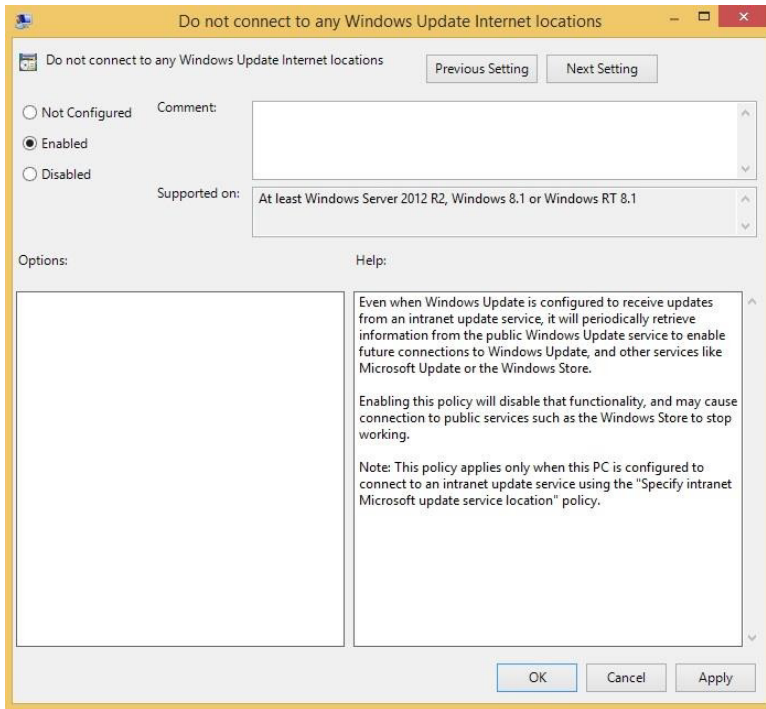 Do not connect to any Windows Update Internet locations
Do not connect to any Windows Update Internet locations
Previous Setting
Next Setting
Not Configured
Enabled
Disabled
Comment:
Supported on:
At least Windows Server 2012 R2, Windows 8.1 or Windows RT 8.1
Options:
Help:
Even when Windows Update is configured to receive updates
from an intranet update service, it will periodically retrieve
information from the public Windows Update service to enable
future connections to Windows Update, and other services like
Microsoft Update or the Windows Store.
Enabling this policy will disable that functionality, and may cause
connection to public services such as the Windows Store to stop
working.
Note: This policy applies only when this PC is configured to
connect to an intranet update service using the "Specify intranet
Microsoft update service location" policy.
OK
Cancel
Apply